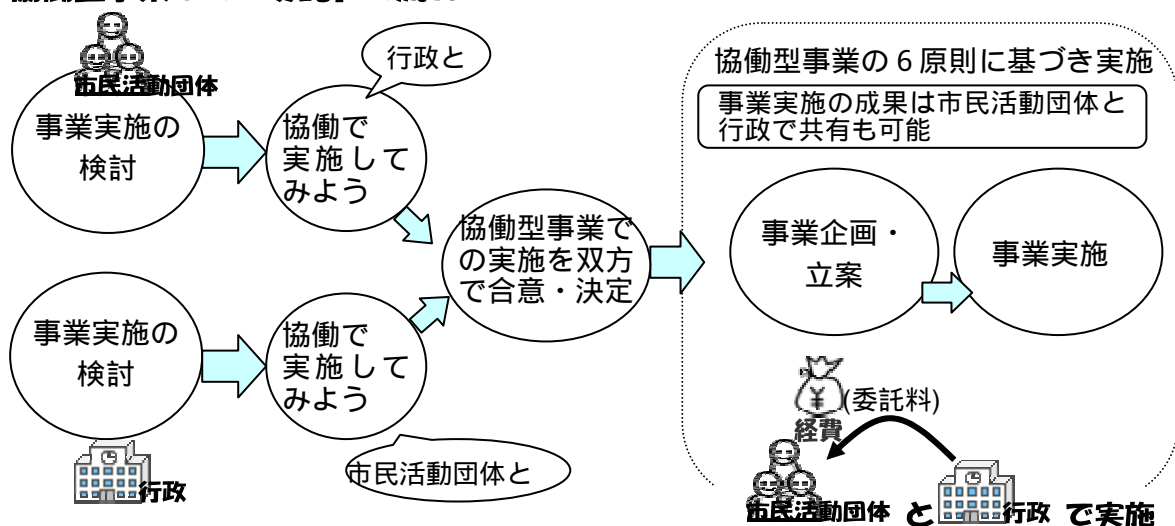 市民活動団体
事業実施の
検討
協働で
実施して
みよう
行政と
事業実施の
検討
行政
協働で
実施して
みよう
市民活動団体と
協働型事業で
の実施を双方
で合意・決定
協働型事業の6原則に基づき実施
事業実施の成果は市民活動団体と
行政で共有も可能
事業企画・
立案
事業実施
¥
(委託料)
経費
市民活動団体 と 行政 で実施